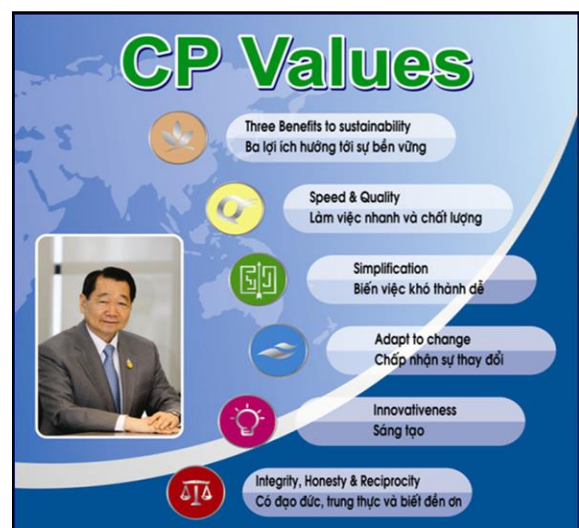 CP Values
Three Benefits to sustainability
Ba lợi ích hướng tới sự bền vững
Speed & Quality
Làm việc nhanh và chất lượng
Simplification
Biến việc khó thành dễ
Adapt to change
Chấp nhận sự thay đổi
Innovativeness
Sáng tạo
Integrity, Honesty & Reciprocity
Có đạo đức, trung thực và biết đền ơn